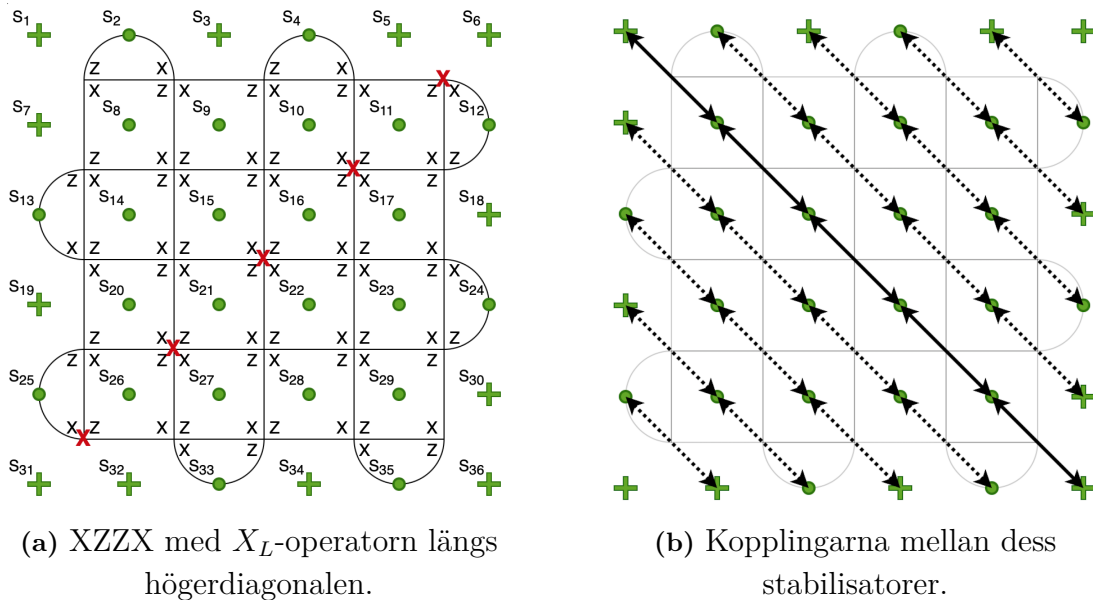 S1 S2 S3 S4 S5 S6
Z X Z X
X
X Z X Z X Z X Z X
S7 S8 S9 S10 S11 S12
Z X Z X Z X Z X Z
X
Z X Z X Z X Z X Z
S13 S14 S15 S16 S17 S18
X Z X Z X Z X Z X
X
X Z X Z X Z X Z X
S19 S20 S21 S22 S23 S24
Z X Z X Z X Z X Z
X
Z X Z X Z X Z X Z
S25 S26 S27 S28 S29 S30
X Z X Z X Z X Z X
X
X Z X Z
S31 S32 S33 S34 S35 S36
(a) XZZX med X_L-operatorn längs
högerdiagonalen.
(b) Kopplingarna mellan dess
stabilisatorer.